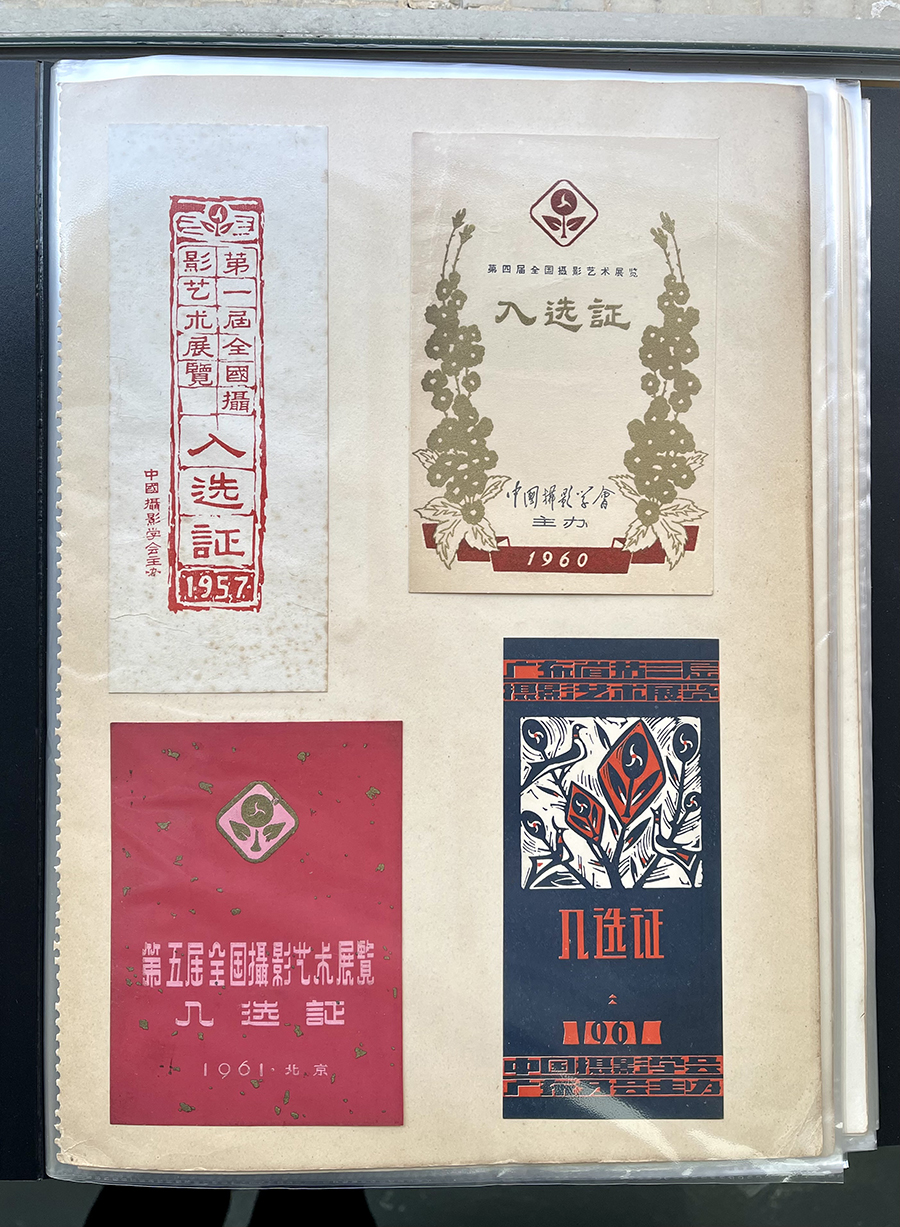 第一届全國攝
影艺术展覽
入选証
1957
中國攝影学会主办
第四届全国攝影艺术展览
入选証
中國攝影学會
主办
1960
第五届全国攝影艺术展覽
入选証
1961·北京
广东省第三届
摄影艺术展览
入选证
1961
中国摄影学会
广东分会主办